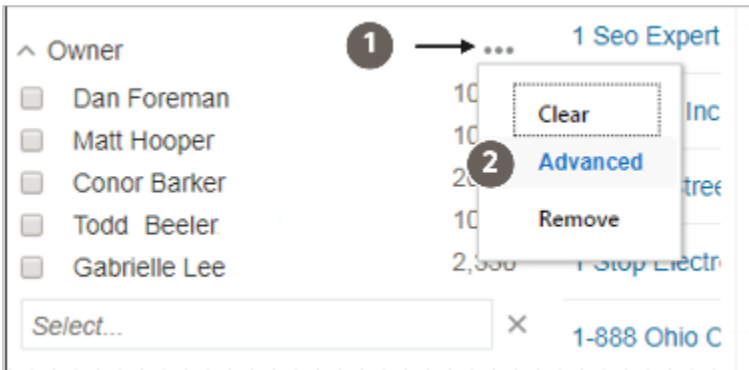 Owner
1
1 Seo Expert
Dan Foreman
Clear
Inc
Matt Hooper
2
Advanced
Conor Barker
Todd Beeler
Remove
Gabrielle Lee
Select...
1-888 Ohio C